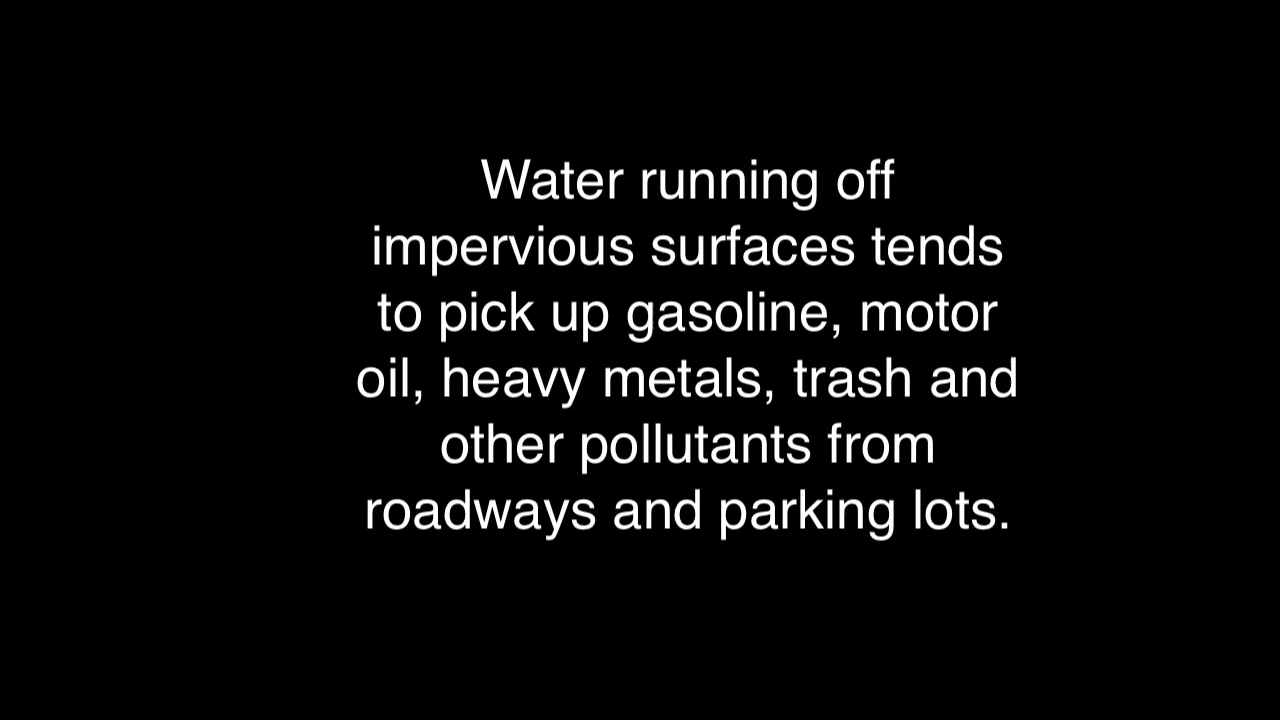 Water running off
impervious surfaces tends
to pick up gasoline, motor
oil, heavy metals, trash and
other pollutants from
roadways and parking lots.